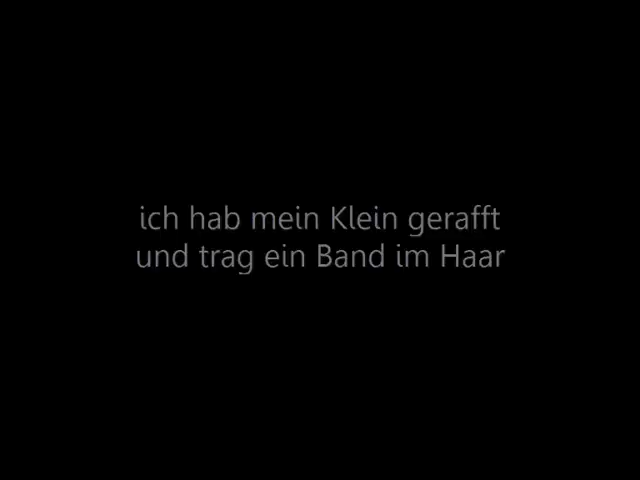 ich hab mein Klein gerafft
und trag ein Band im Haar